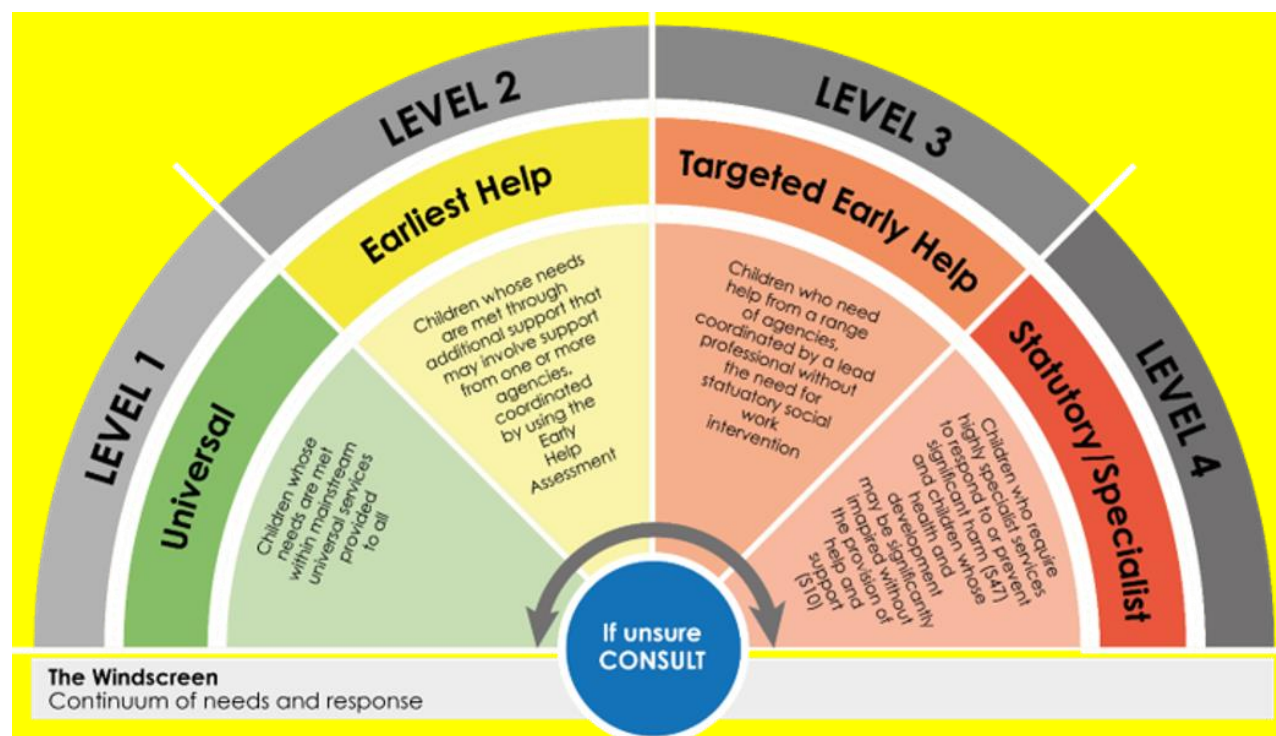 LEVEL 1
Universal
Children whose
needs are met
within mainstream
universal services
provided
to all
LEVEL 2
Earliest Help
Children whose needs
are met through
additional support that
may involve support
from one or more
agencies,
coordinated
by using the
Early
Help
Assessment
LEVEL 3
Targeted Early Help
Children who need
help from a range
of agencies,
coordinated by a lead
professional without
the need for
statuatory social
work
intervention
LEVEL 4
Statutory/Specialist
Children who require
highly specialist services
to respond to or prevent
significant harm (S47)
and children whose
health and
development
may be significantly
imapired without
the provision of
help and
support
(S10)
If unsure
CONSULT
The Windscreen
Continuum of needs and response